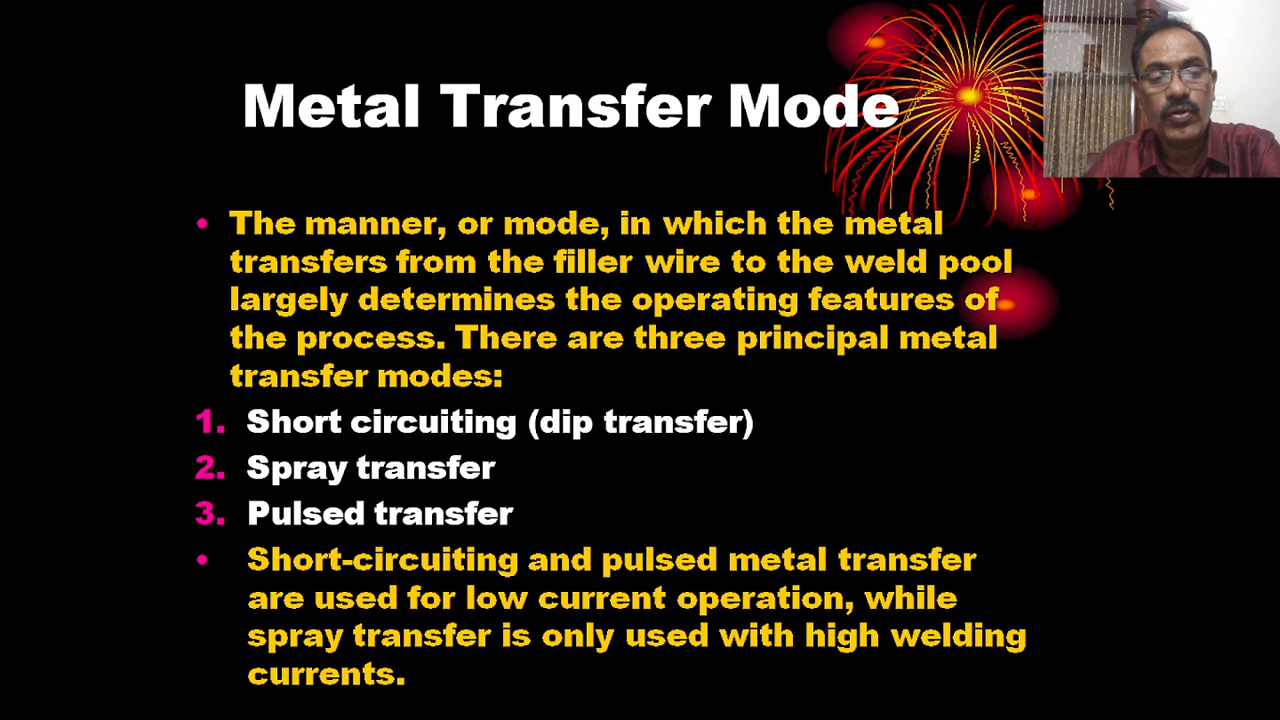 Metal Transfer Mode
• The manner, or mode, in which the metal
transfers from the filler wire to the weld pool
largely determines the operating features of
the process. There are three principal metal
transfer modes:
1. Short circuiting (dip transfer)
2. Spray transfer
3. Pulsed transfer
• Short-circuiting and pulsed metal transfer
are used for low current operation, while
spray transfer is only used with high welding
currents.